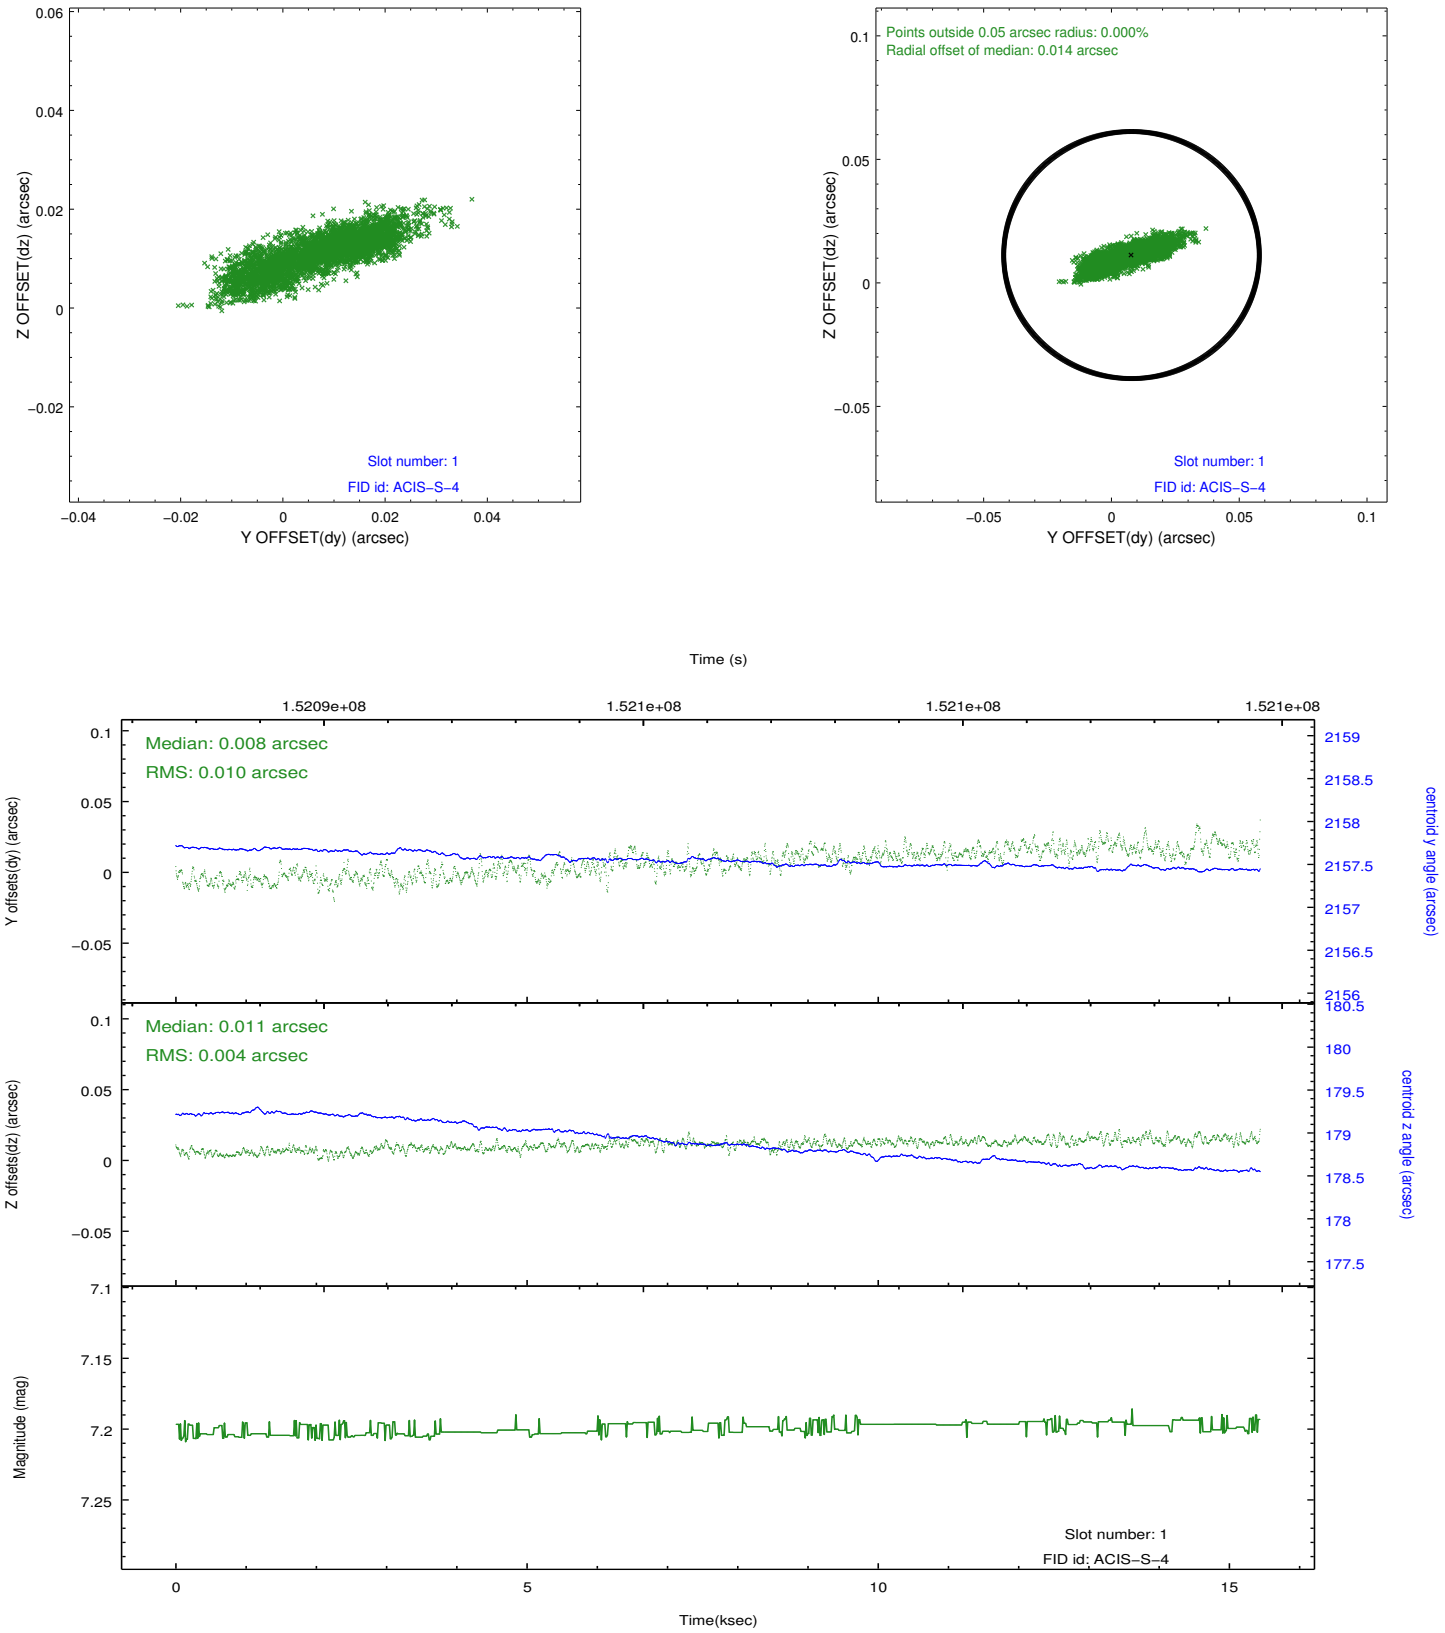 0.06
0.04
0.02
0
−0.02
Z OFFSET(dz) (arcsec)
Slot number: 1
FID id: ACIS−S−4
−0.04
−0.02
0
0.02
0.04
Y OFFSET(dy) (arcsec)
Points outside 0.05 arcsec radius: 0.000%
Radial offset of median: 0.014 arcsec
0.1
0.05
0
−0.05
Z OFFSET(dz) (arcsec)
Slot number: 1
FID id: ACIS−S−4
−0.05
0
0.05
0.1
Y OFFSET(dy) (arcsec)
Time (s)
1.5209e+08
1.521e+08
1.521e+08
1.521e+08
Median: 0.008 arcsec
RMS: 0.010 arcsec
0.1
0.05
0
−0.05
Y offsets(dy) (arcsec)
2159
2158.5
2158
2157.5
2157
2156.5
2156
centroid y angle (arcsec)
Median: 0.011 arcsec
RMS: 0.004 arcsec
0.1
0.05
0
−0.05
Z offsets(dz) (arcsec)
180.5
180
179.5
179
178.5
178
177.5
centroid z angle (arcsec)
7.1
7.15
7.2
7.25
Magnitude (mag)
Slot number: 1
FID id: ACIS−S−4
0
5
10
15
Time(ksec)